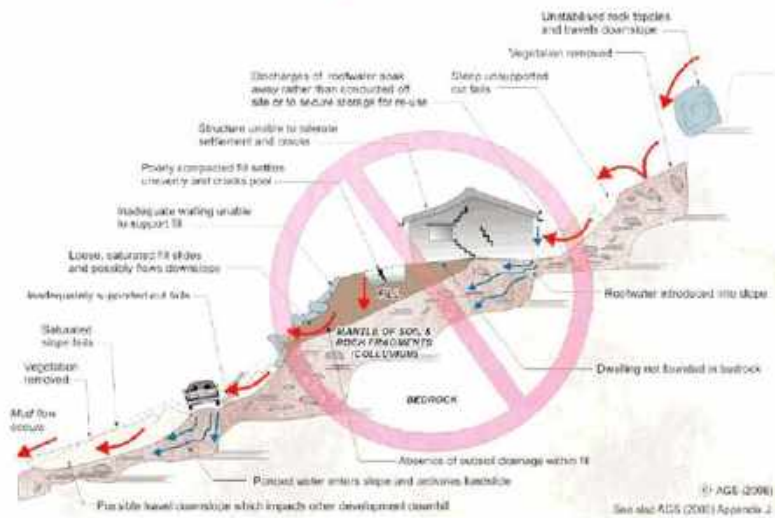 Unstabilised rock topples
and travels downslope
Vegetation removed
Discharges of roofwater soak
away rather than conducted off
site or to secure storage for re-use
Steep unsupported
cut fails
Structure unable to tolerate
settlement and cracks
Poorly compacted fill settles
unevenly and cracks pool
Inadequate walling unable
to support fill
Loose, saturated fill slides
and possibly flows downslope
Inadequately supported cut fails
Roofwater introduced into slope
Saturated
slope fails
FILL
MANTLE OF SOIL &
ROCK FRAGMENTS
(COLLUVIUM)
Vegetation
removed
Dwelling not founded in bedrock
BEDROCK
Mud flow
occurs
Absence of subsoil drainage within fill
Ponded water enters slope and activates landslide
Possible travel downslope which impacts other development downhill
© AGS (2006)
See also AGS (2000) Appendix J